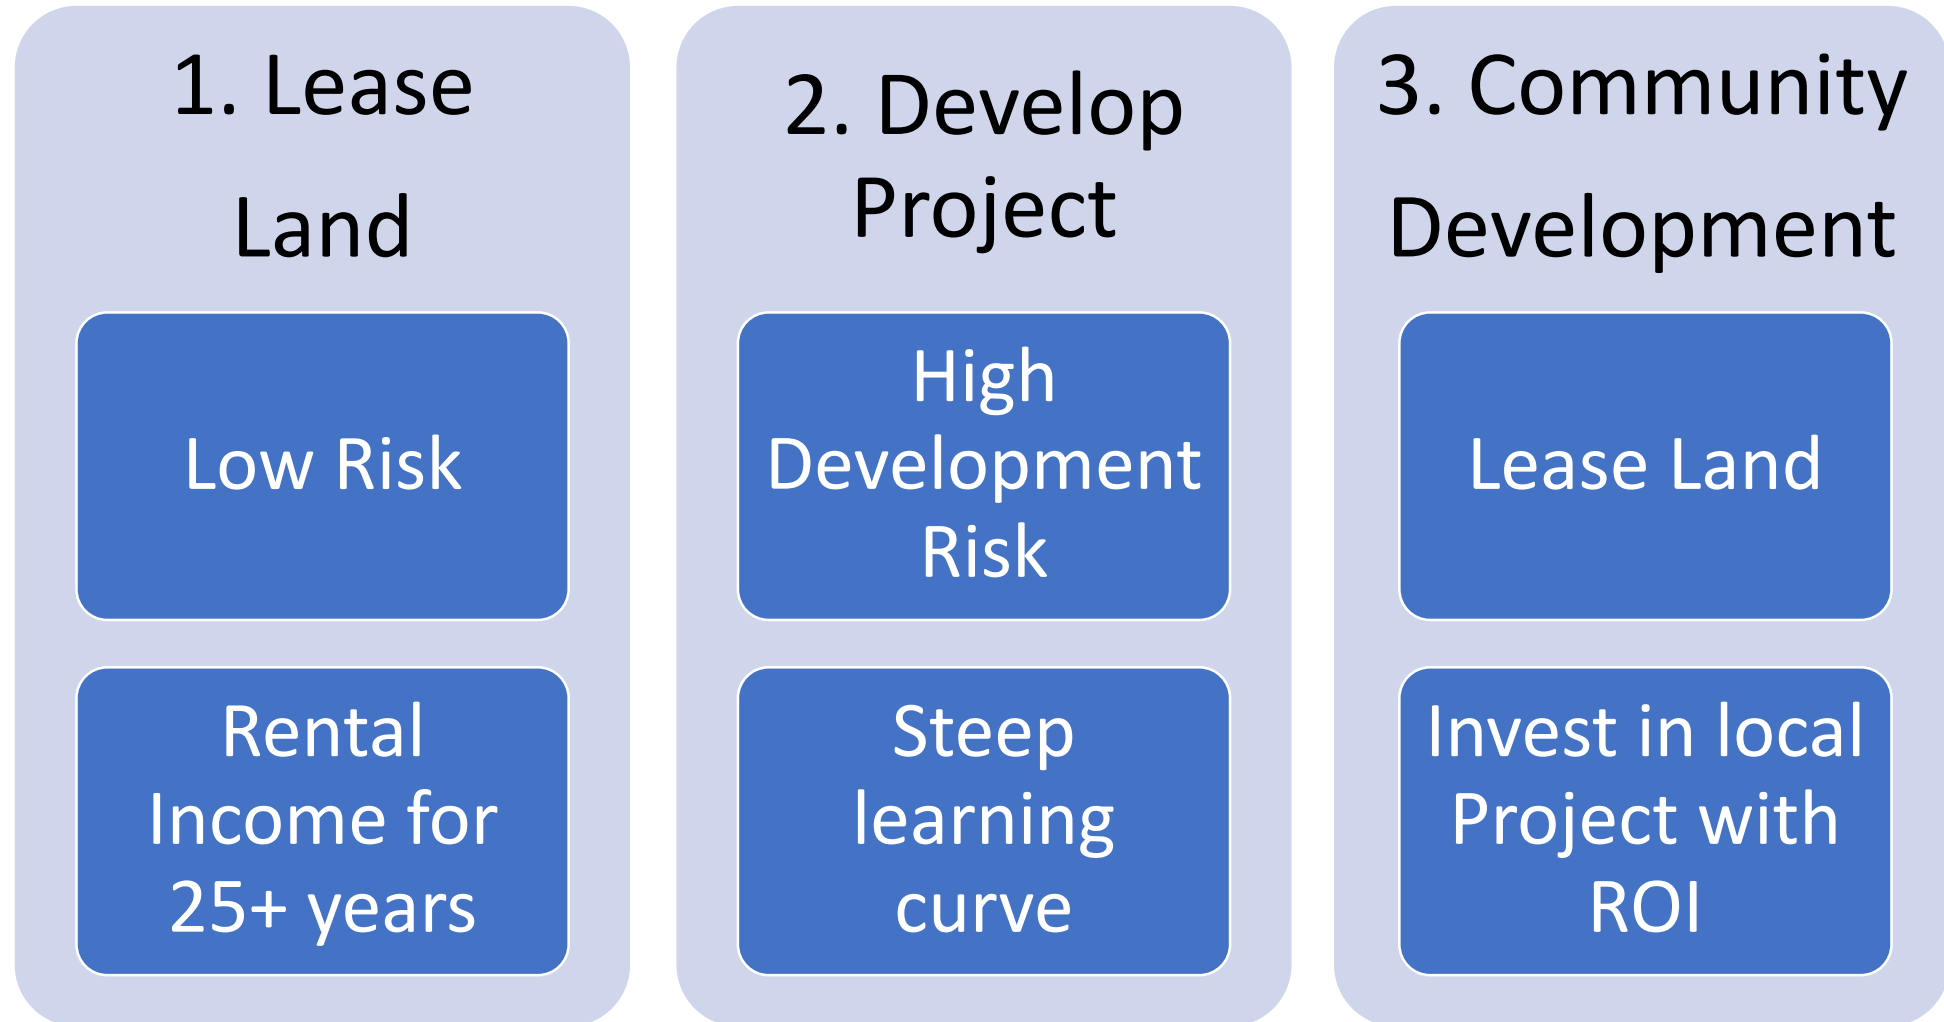 1. Lease
Land
Low Risk
Rental
Income for
25+ years
2. Develop
Project
High
Development
Risk
Steep
learning
curve
3. Community
Development
Lease Land
Invest in local
Project with
ROI